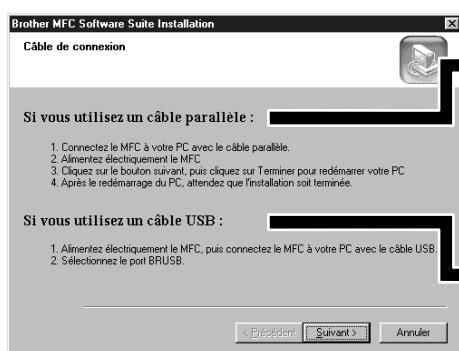 Brother MFC Software Suite Installation
Câble de connexion
Si vous utilisez un câble parallèle :
1. Connectez le MFC à votre PC avec le câble parallèle.
2. Alimentez électriquement le MFC
3. Cliquez sur le bouton suivant, puis cliquez sur Terminer pour redémarrer votre PC
4. Après le redémarrage du PC, attendez que l'installation soit terminée.
Si vous utilisez un câble USB :
1. Alimentez électriquement le MFC, puis connectez le MFC à votre PC avec le câble USB.
2. Sélectionnez le port BRUSB.
< Précédent Suivant > Annuler